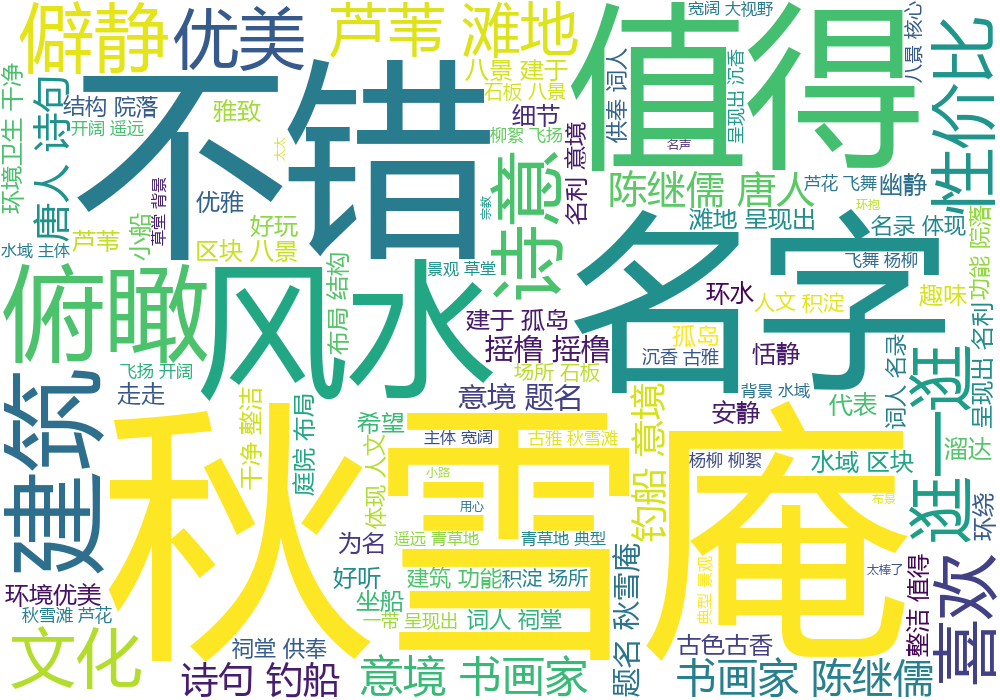 僻静
优美
芦苇 滩地
宽阔 大视野
八景 核心
值得
不错
性价比
环境卫生 干净
唐人 诗句
结构 院落
开阔 遥远
雅致
太太
八景 建于
石板 八景
细节
柳絮 飞扬
名声
供奉 词人
呈现出 沉香
诗意
名利 意境
陈继儒 唐人
芦花 飞舞
幽静
环抱
草堂 背景
优雅
宗教
小船
好玩
滩地 呈现出
名录 体现
功能 院落
水域 主体
芦苇
区块 八景
景观 草堂
飞舞 杨柳
俯瞰
风水
名字
布局 结构
环水
人文 积淀
趣味
建于 孤岛
孤岛
摇橹 摇橹
沉香 古雅
恬静
呈现出 名利
逛一逛
飞扬 开阔
场所 石板
走走
意境 题名
背景 水域
代表
词人 名录
建筑
干净 整洁
庭院 布局
希望
钓船 意境
安静
秋雪庵
主体 宽阔
古雅 秋雪庵
杨柳 柳絮
水域 区块
溜达
体现 人文
小路
布景
环绕
用心
为名
遥远 青草地
青草地 典型
太棒了
喜欢
环境优美
好听
建筑 功能
积淀 场所
典型 景观
整洁 值得
秋雪滩 芦花
坐船
一带 呈现出
词人 祠堂
题名 秋雪庵
文化
祠堂 供奉
古色古香
诗句 钓船
意境 书画家
书画家 陈继儒